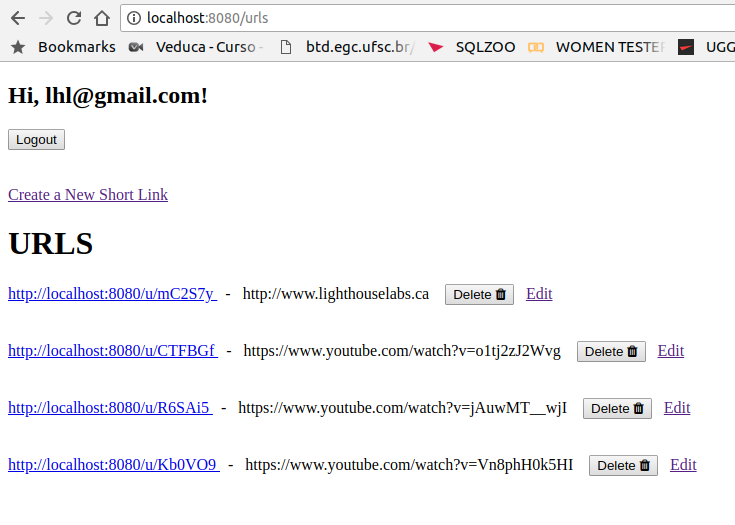 localhost:8080/urls
Bookmarks Veduca - Curso - btd.egc.ufsc.br/ SQLZOO WOMEN TESTER UGG
Hi, lhl@gmail.com!
Logout
Create a New Short Link
URLS
http://localhost:8080/u/mC2S7y - http://www.lighthouselabs.ca Delete Edit
http://localhost:8080/u/CTFBGf - https://www.youtube.com/watch?v=o1tj2zJ2Wvg Delete Edit
http://localhost:8080/u/R6SAi5 - https://www.youtube.com/watch?v=jAuwMT__wjI Delete Edit
http://localhost:8080/u/Kb0VO9 - https://www.youtube.com/watch?v=Vn8phH0k5HI Delete Edit